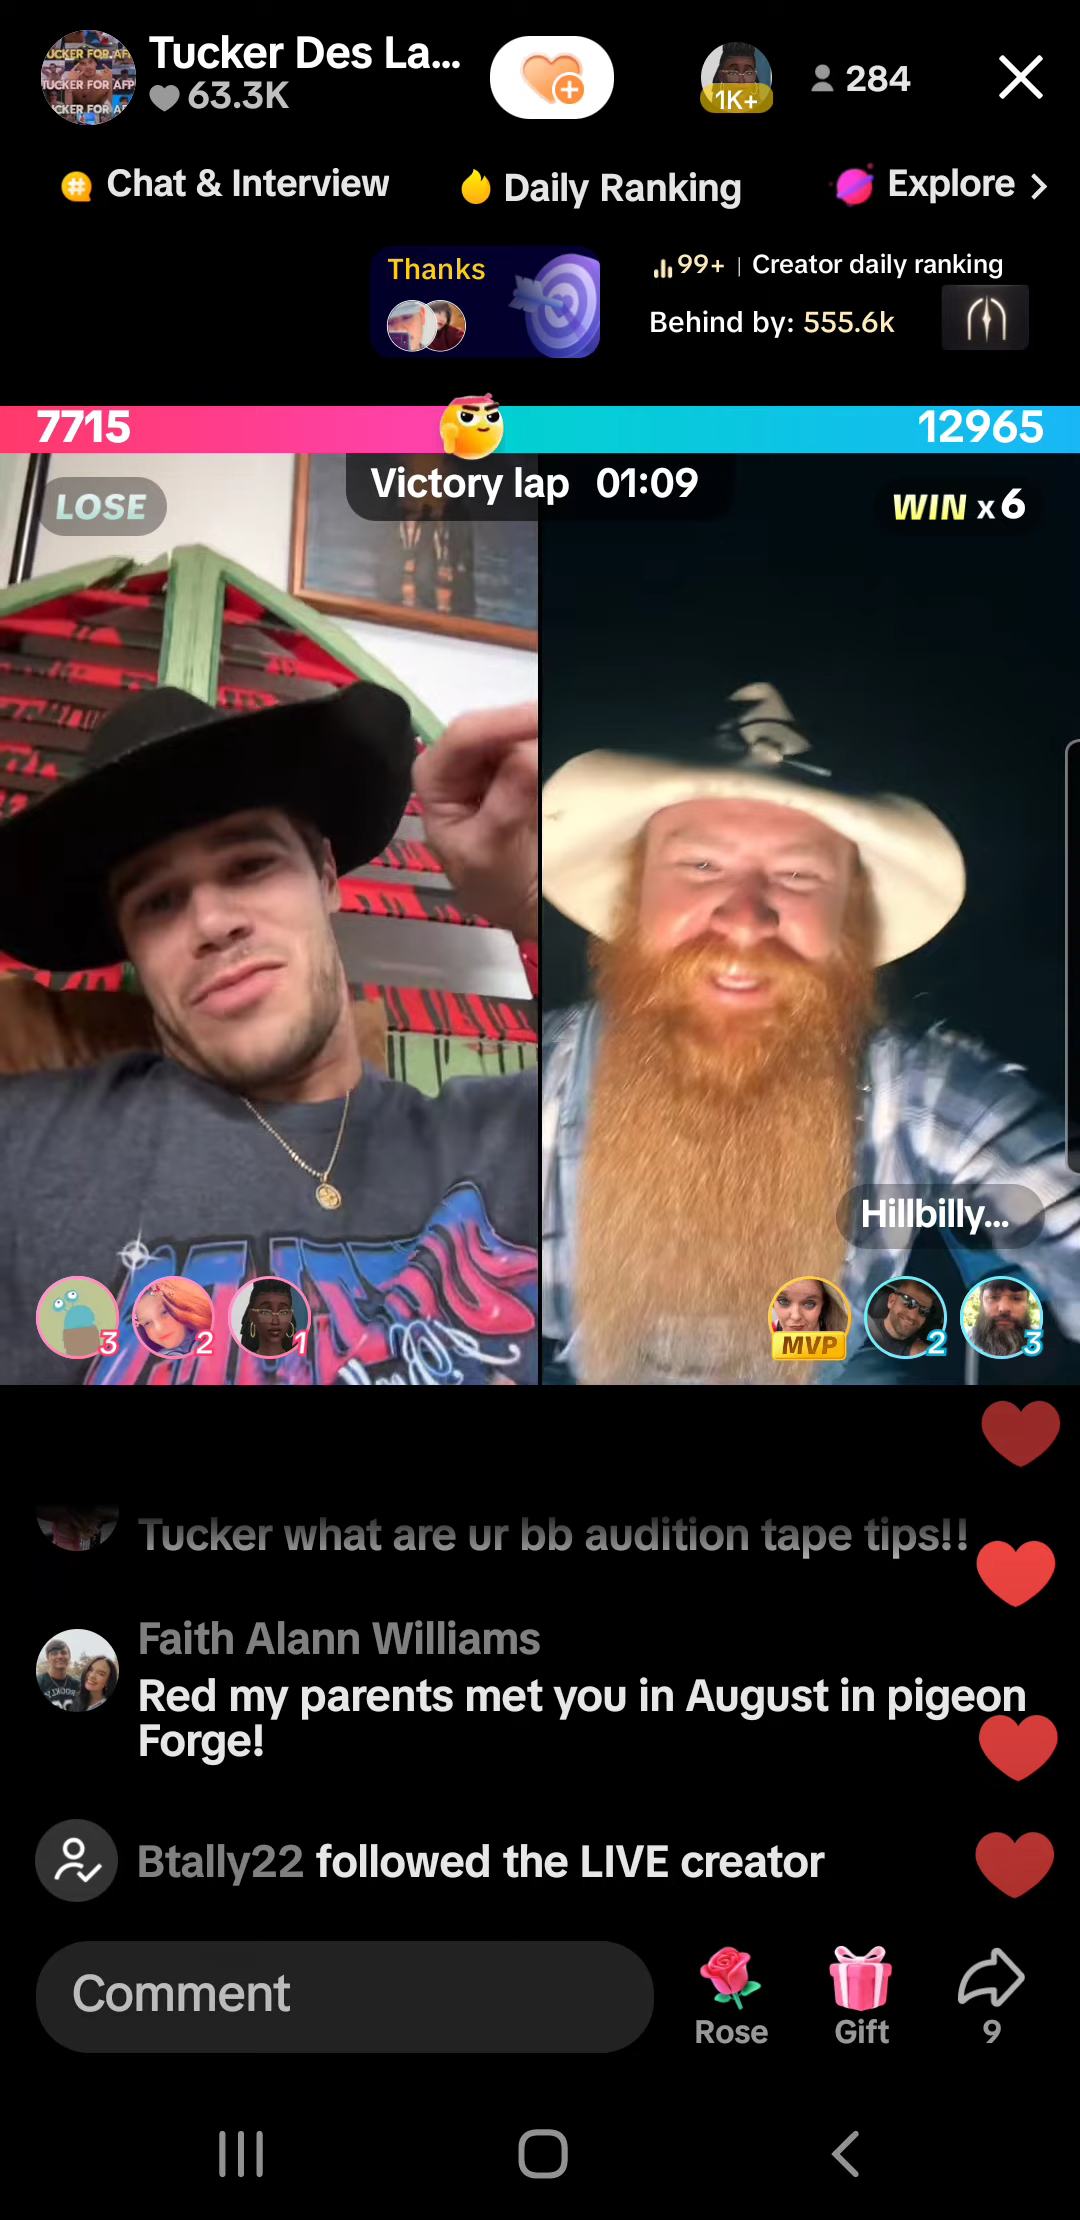 Tucker Des La...
63.3K
1K+
284
Chat & Interview
Daily Ranking
Explore
Thanks
99+ | Creator daily ranking
Behind by: 555.6k
7715
12965
Victory lap 01:09
LOSE
WIN x 6
Hillbilly...
3
2
1
MVP
2
3
Tucker what are ur bb audition tape tips!!
Faith Alann Williams
Red my parents met you in August in pigeon
Forge!
Btally22 followed the LIVE creator
Comment
Rose
Gift
9